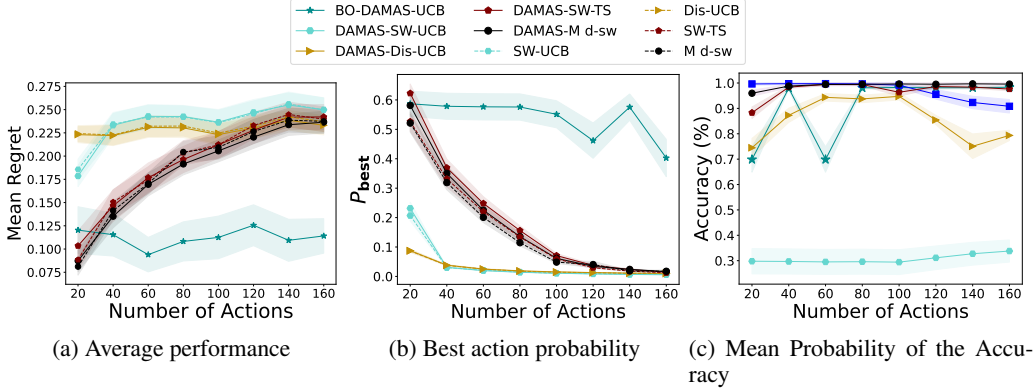 BO-DAMAS-UCB DAMAS-SW-TS Dis-UCB
DAMAS-SW-UCB DAMAS-M d-sw SW-TS
DAMAS-Dis-UCB SW-UCB M d-sw
Mean Regret
0.275
0.250
0.225
0.200
0.175
0.150
0.125
0.100
0.075
20 40 60 80 100 120 140 160
Number of Actions
(a) Average performance
P_best
0.6
0.5
0.4
0.3
0.2
0.1
0.0
20 40 60 80 100 120 140 160
Number of Actions
(b) Best action probability
Accuracy (%)
1.0
0.9
0.8
0.7
0.6
0.5
0.3
20 40 60 80 100 120 140 160
Number of Actions
(c) Mean Probability of the Accu-
racy